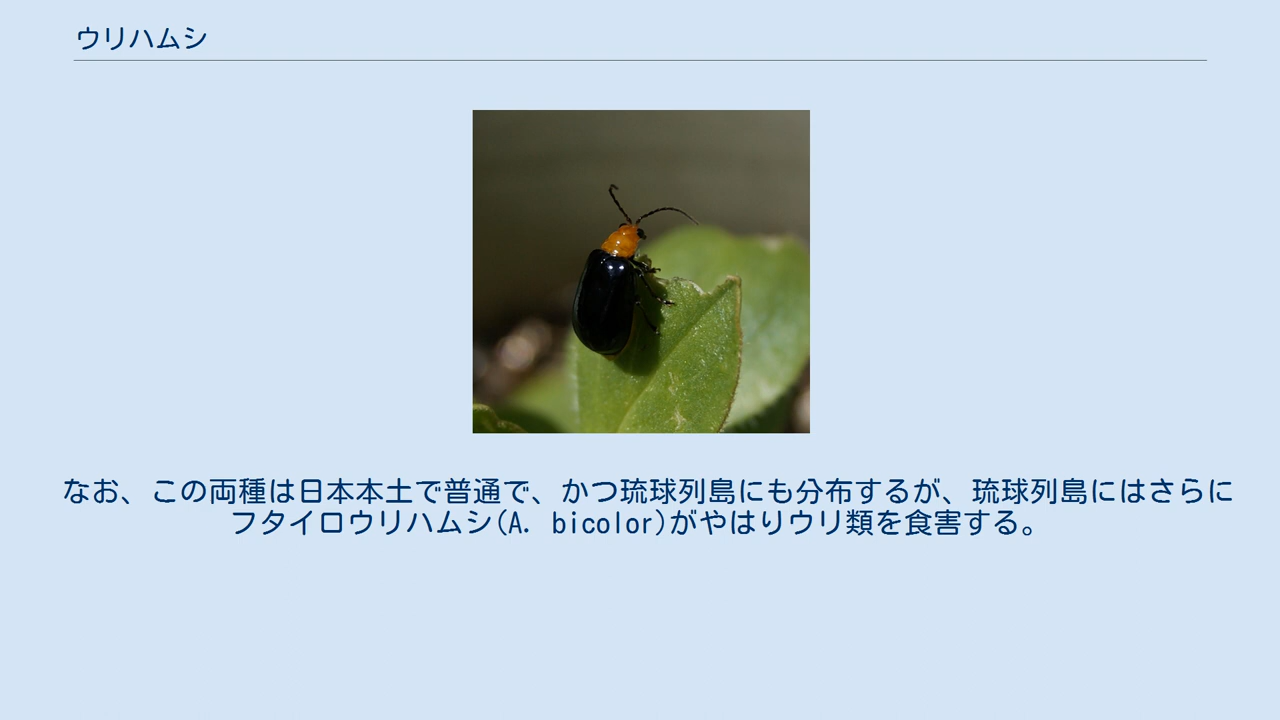 ウリハムシ
なお、この両種は日本本土で普通で、かつ琉球列島にも分布するが、琉球列島にはさらに
フタイロウリハムシ(A. bicolor)がやはりウリ類を食害する。